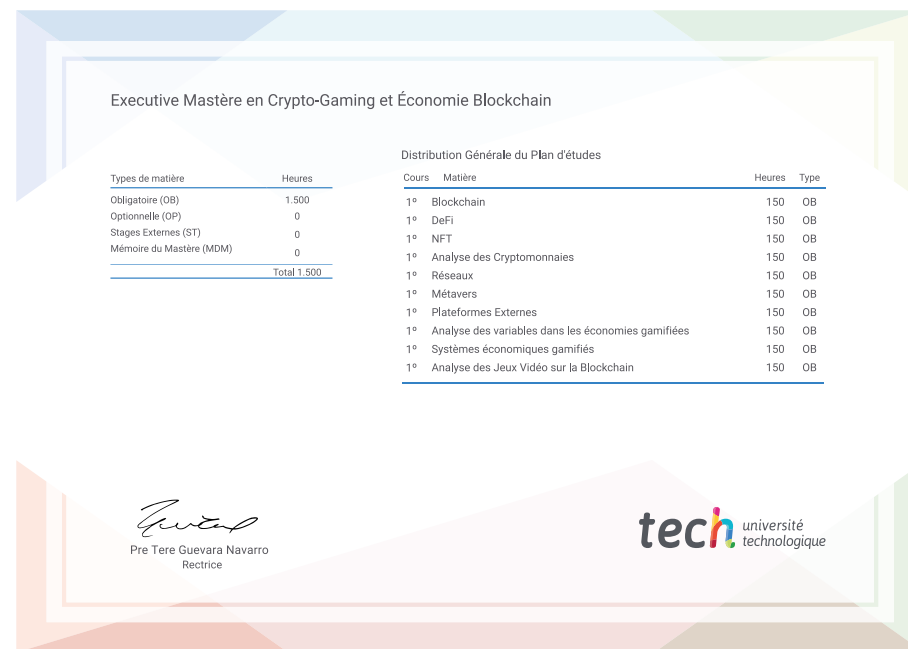 Executive Mastère en Crypto-Gaming et Économie Blockchain
Types de matière Heures
Obligatoire (OB) 1.500
Optionnelle (OP) 0
Stages Externes (ST) 0
Mémoire du Mastère (MDM) 0
Total 1.500
Distribution Générale du Plan d'études
Cours Matière Heures Type
1º Blockchain 150 OB
1º DeFi 150 OB
1º NFT 150 OB
1º Analyse des Cryptomonnaies 150 OB
1º Réseaux 150 OB
1º Métavers 150 OB
1º Plateformes Externes 150 OB
1º Analyse des variables dans les économies gamifiées 150 OB
1º Systèmes économiques gamifiés 150 OB
1º Analyse des Jeux Vidéo sur la Blockchain 150 OB
Pre Tere Guevara Navarro
Rectrice
tech université
technologique